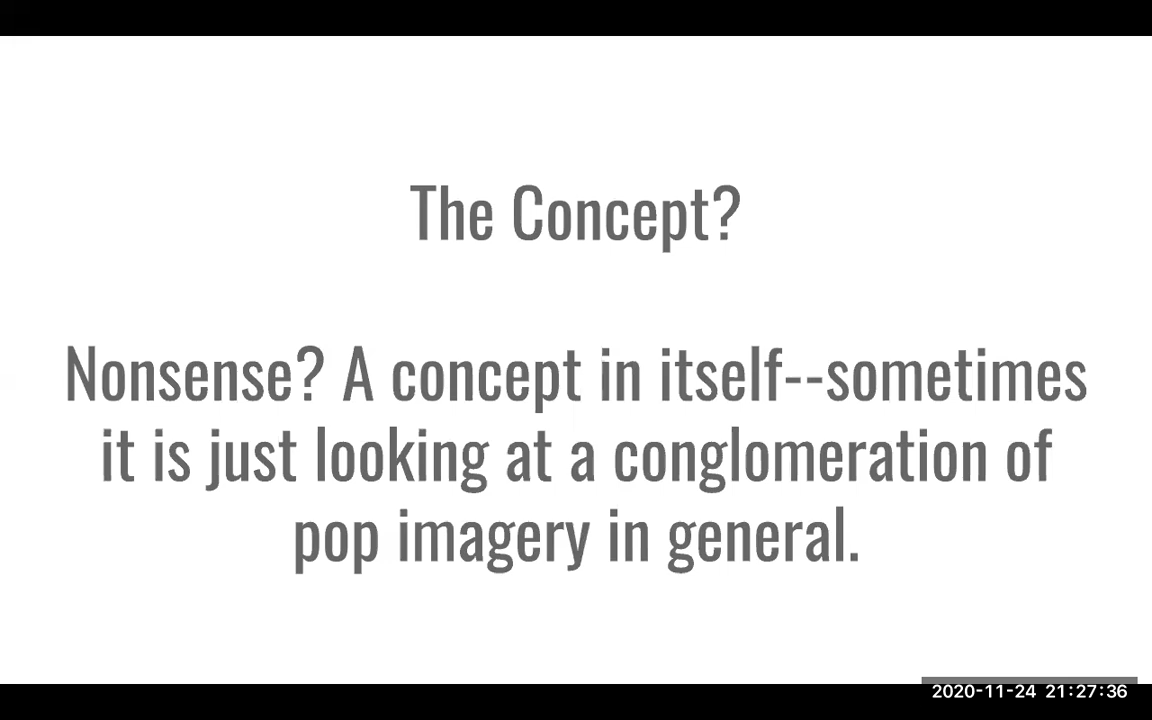 The Concept?
Nonsense? A concept in itself--sometimes
it is just looking at a conglomeration of
pop imagery in general.
2020-11-24 21:27:36